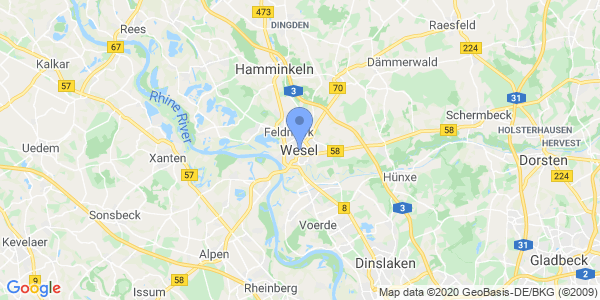 473
DINGDEN
Rees
Raesfeld
67
224
Kalkar
57
Hamminkeln
Dämmerwald
70
3
Rhine River
31
Schermbeck
58
HOLSTERHAUSEN
HERVEST
Wesel
58
Uedem
Xanten
57
Dorsten
224
Hünxe
Sonsbeck
8
3
Voerde
Kevelaer
Alpen
31
Gladbeck
Dinslaken
2
9
58
Issum
Rheinberg
57
Google
Map data ©2020 GeoBasis-DE/BKG (©2009)